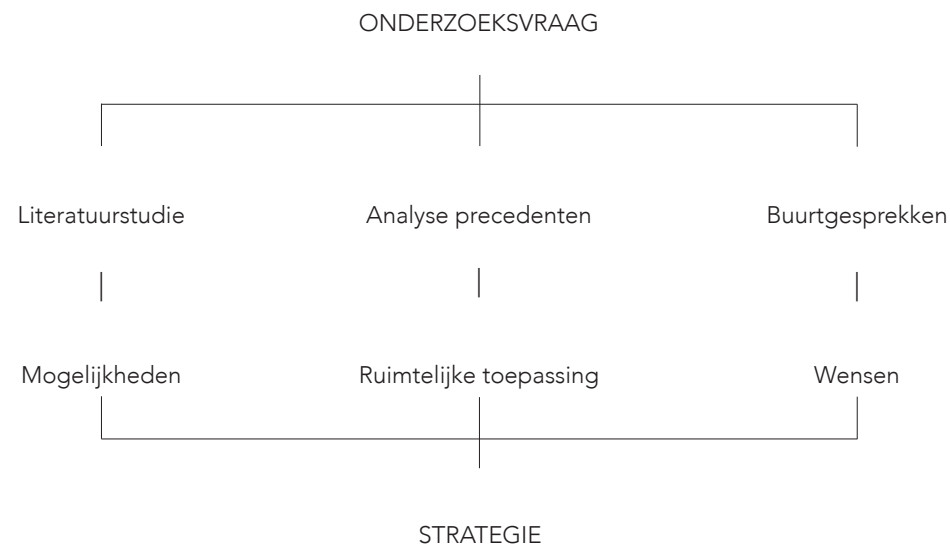 ONDERZOEKSVRAAG
Literatuurstudie
Analyse precedenten
Buurtgesprekken
Mogelijkheden
Ruimtelijke toepassing
Wensen
STRATEGIE